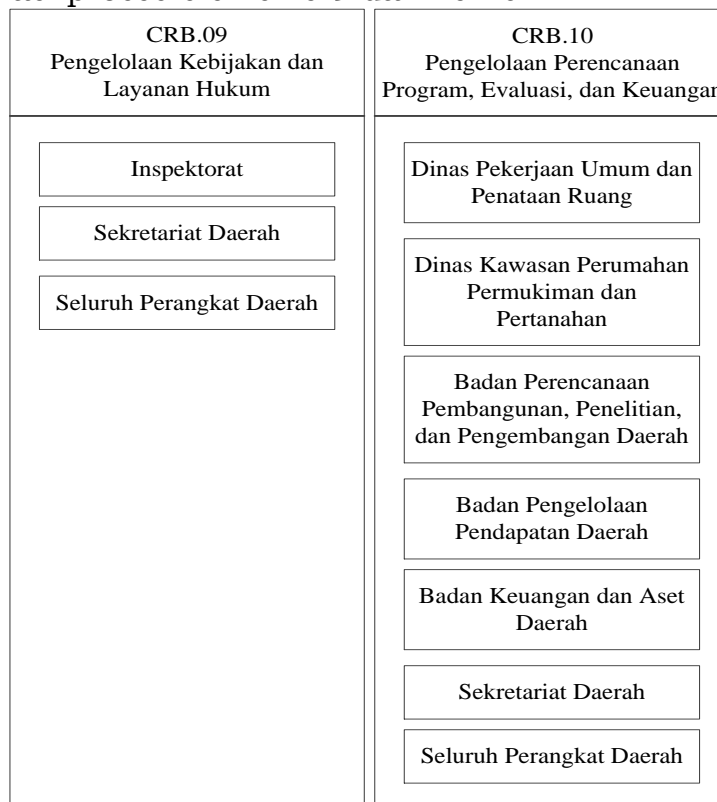 CRB.09
Pengelolaan Kebijakan dan
Layanan Hukum
Inspektorat
Sekretariat Daerah
Seluruh Perangkat Daerah
CRB.10
Pengelolaan Perencanaan
Program, Evaluasi, dan Keuangan
Dinas Pekerjaan Umum dan
Penataan Ruang
Dinas Kawasan Perumahan
Permukiman dan
Pertanahan
Badan Perencanaan
Pembangunan, Penelitian,
dan Pengembangan Daerah
Badan Pengelolaan
Pendapatan Daerah
Badan Keuangan dan Aset
Daerah
Sekretariat Daerah
Seluruh Perangkat Daerah